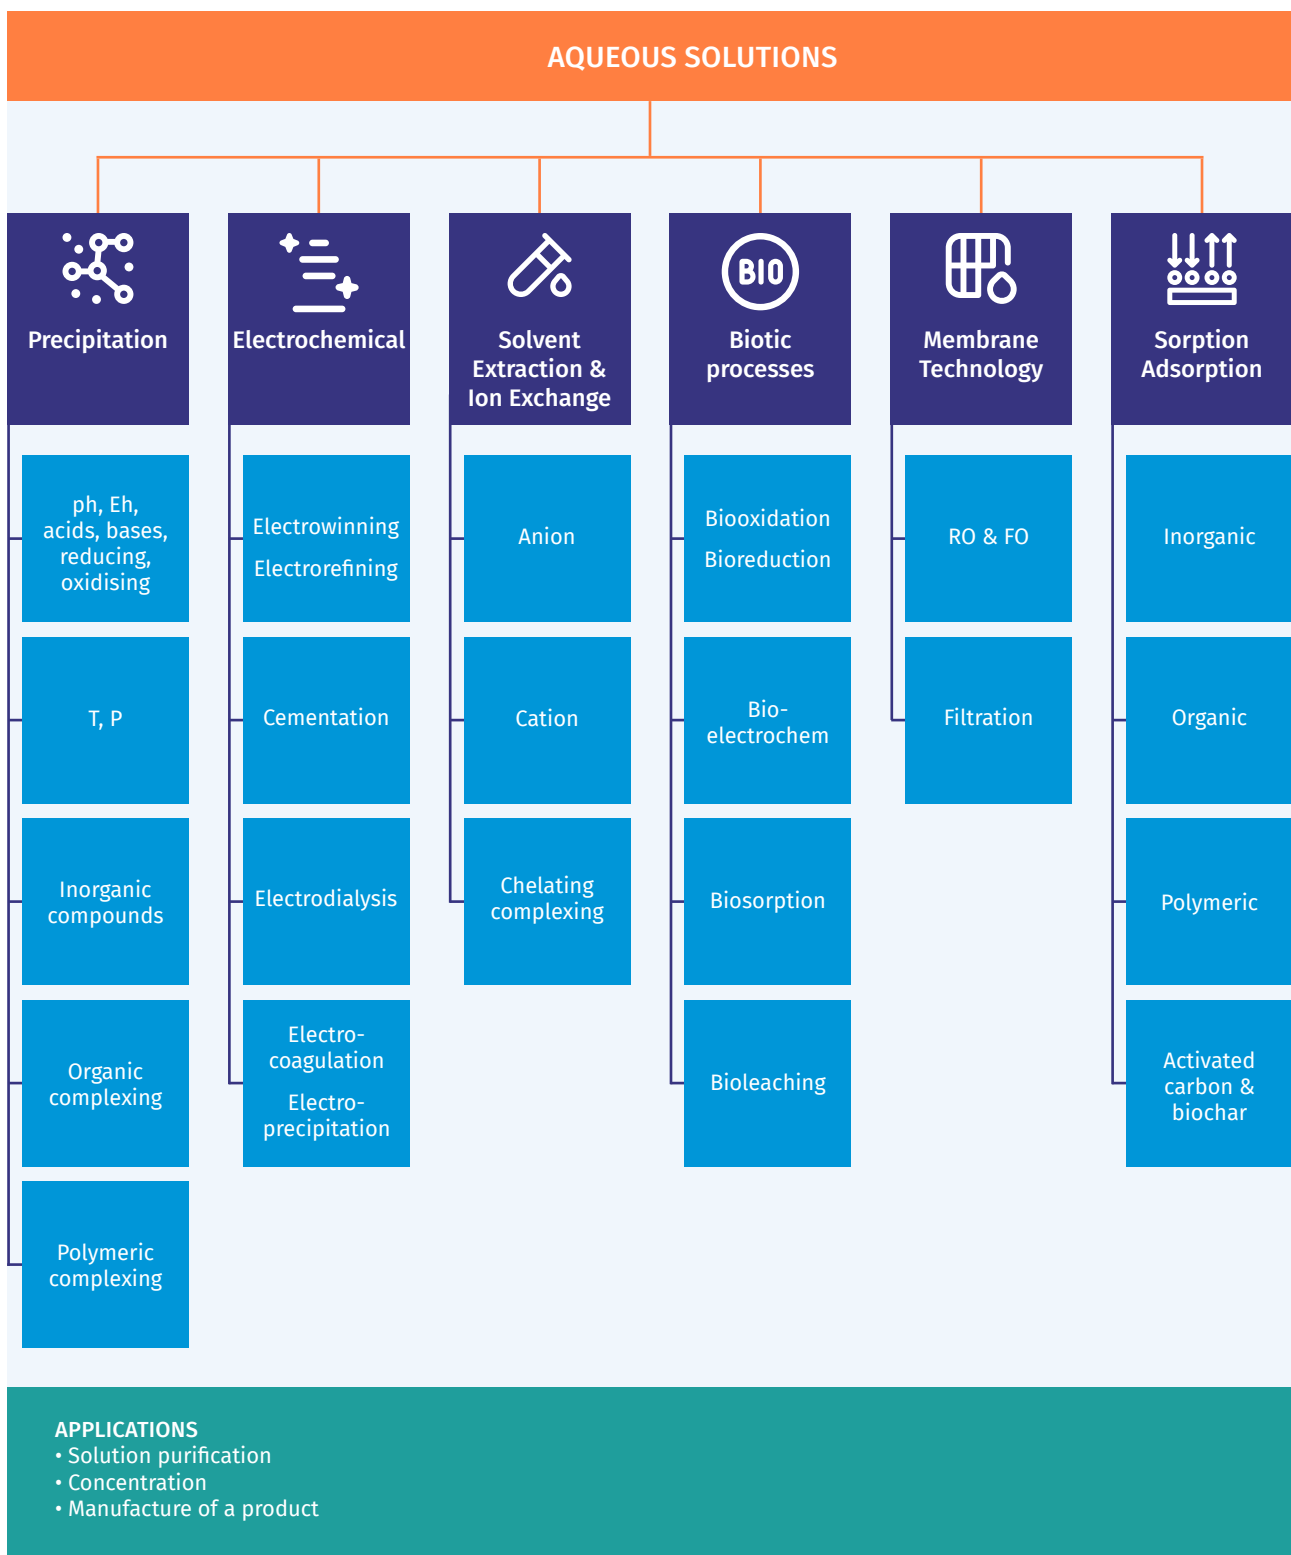 AQUEOUS SOLUTIONS
Precipitation
ph, Eh,
acids, bases,
reducing,
oxidising
T, P
Inorganic
compounds
Organic
complexing
Polymeric
complexing
Electrochemical
Electrowinning
Electrorefining
Cementation
Electrodialysis
Electro-
coagulation
Electro-
precipitation
Solvent
Extraction &
Ion Exchange
Anion
Cation
Chelating
complexing
BIO
Biotic
processes
Biooxidation
Bioreduction
Bio-
electrochem
Biosorption
Bioleaching
Membrane
Technology
RO & FO
Filtration
Sorption
Adsorption
Inorganic
Organic
Polymeric
Activated
carbon &
biochar
APPLICATIONS
• Solution purification
• Concentration
• Manufacture of a product